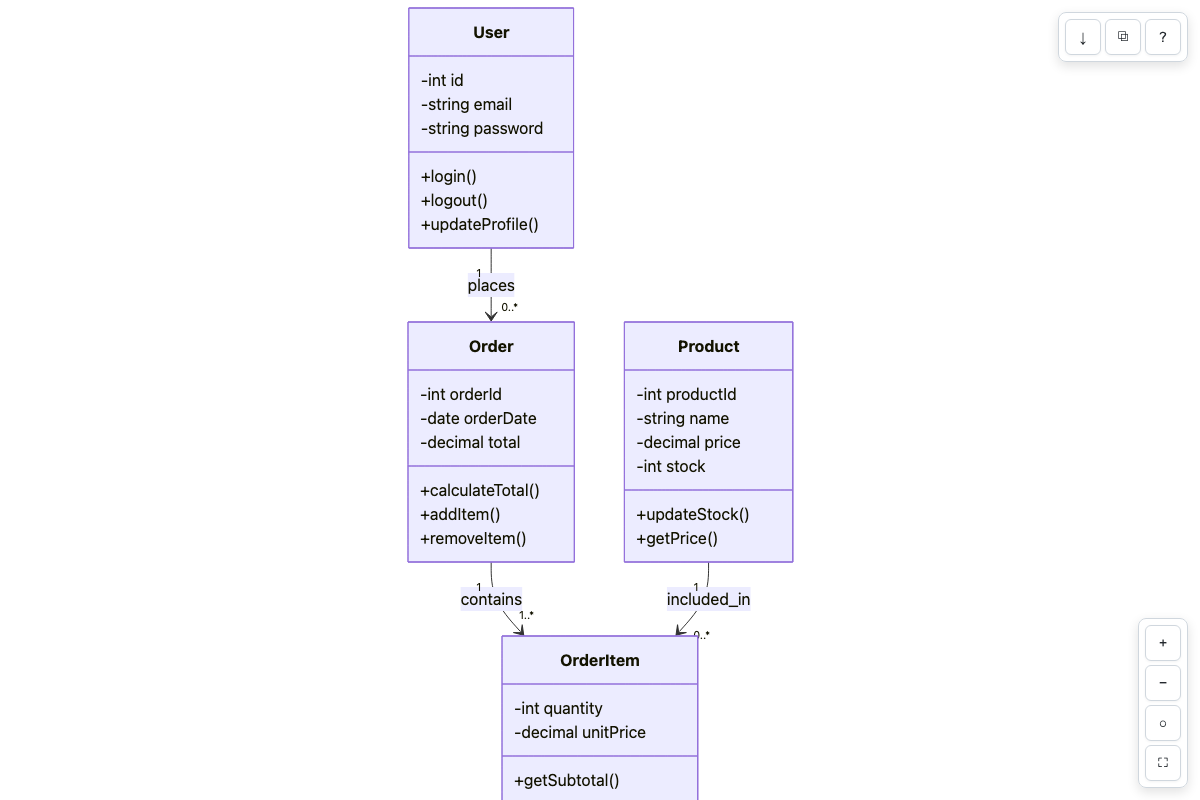 User
-int id
-string email
-string password
+login()
+logout()
+updateProfile()
1
places
0..*
Order
-int orderId
-date orderDate
-decimal total
+calculateTotal()
+addItem()
+removeItem()
Product
-int productId
-string name
-decimal price
-int stock
+updateStock()
+getPrice()
1
contains
1..*
1
included_in
0..*
OrderItem
-int quantity
-decimal unitPrice
+getSubtotal()
↓
?
+
−